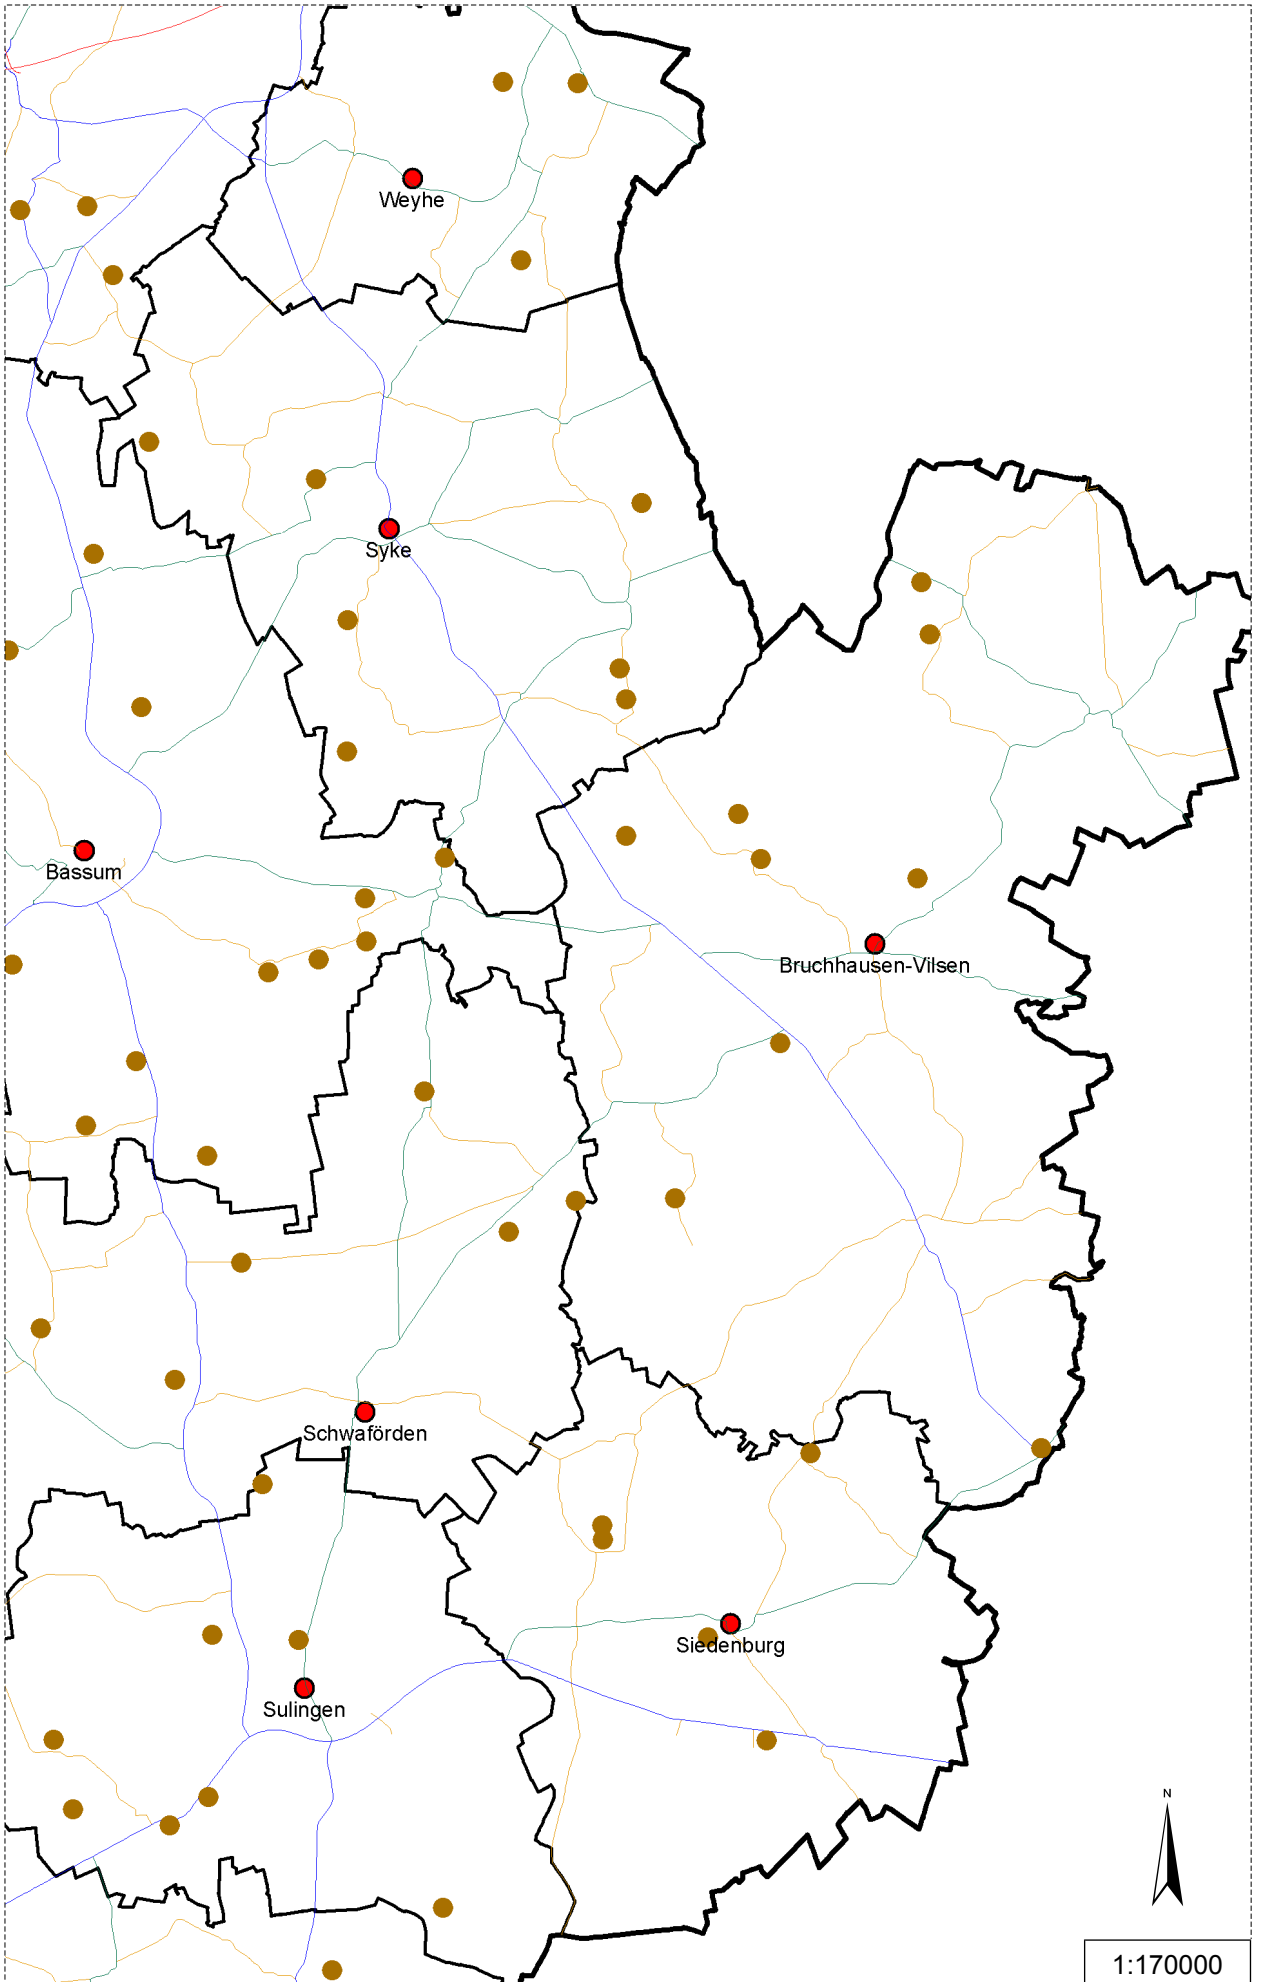 Weyhe
Syke
Bassum
Bruchhausen-Vilsen
Schwaförden
Siedenburg
Sulingen
N
1:170000